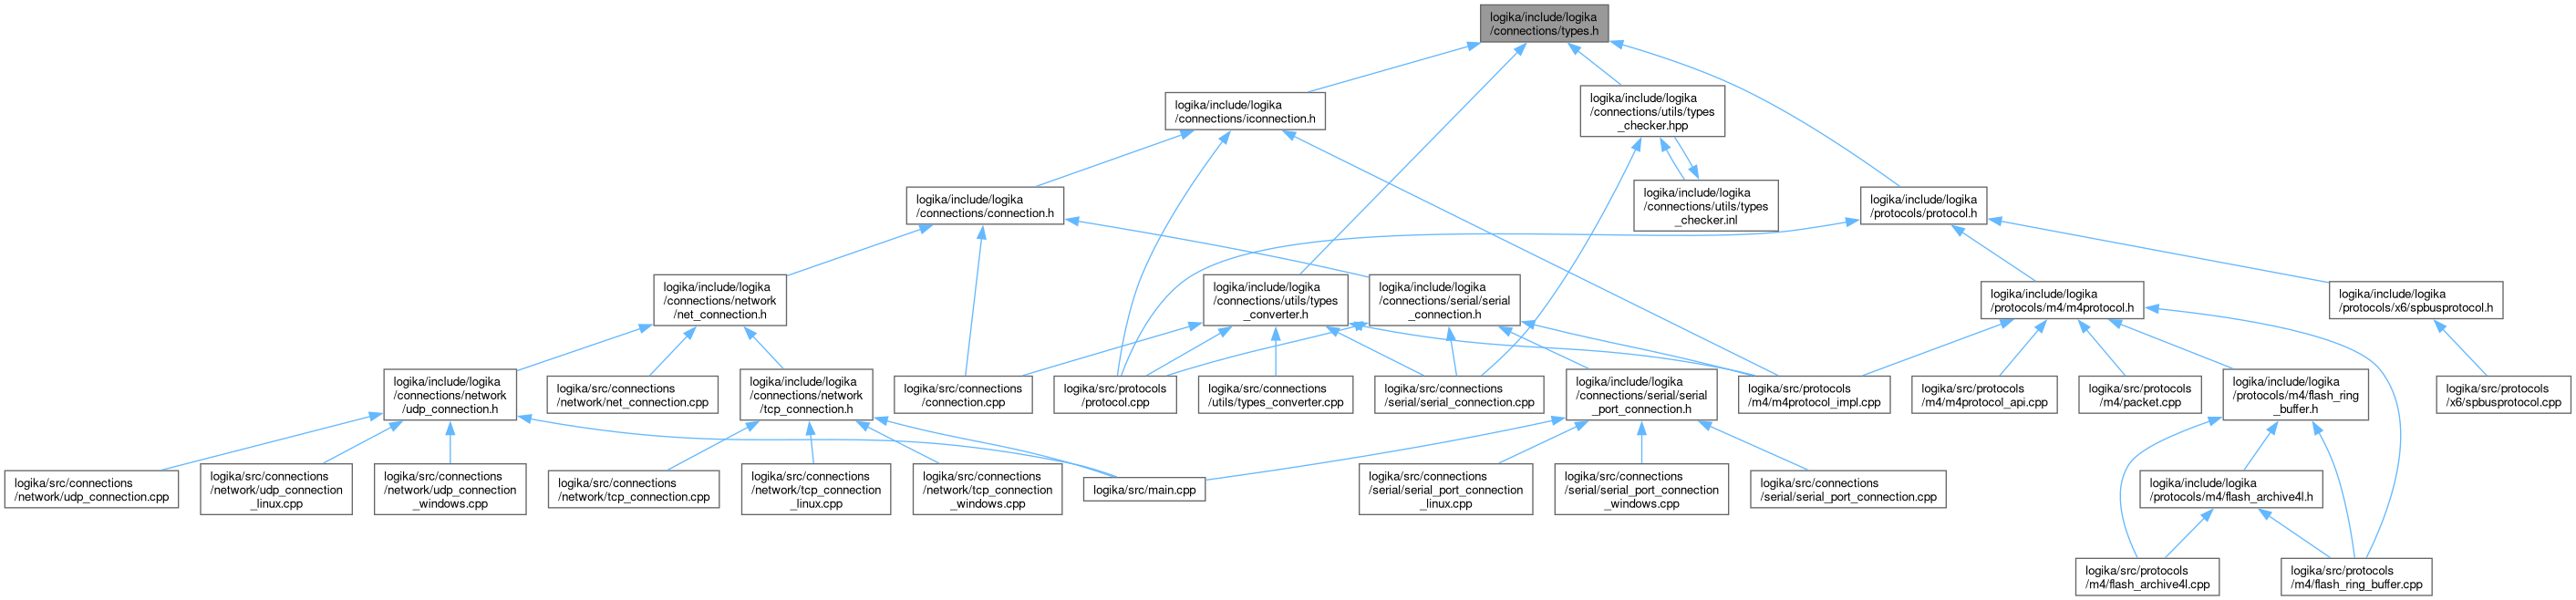 logika/include/logika
/connections/types.h
logika/include/logika
/connections/iconnection.h
logika/include/logika
/connections/utils/types
_checker.hpp
logika/include/logika
/connections/connection.h
logika/include/logika
/connections/utils/types
_checker.inl
logika/include/logika
/protocols/protocol.h
logika/include/logika
/connections/network
/net_connection.h
logika/include/logika
/connections/utils/types
_converter.h
logika/include/logika
/connections/serial/serial
_connection.h
logika/include/logika
/protocols/m4/m4protocol.h
logika/include/logika
/protocols/x6/spbusprotocol.h
logika/include/logika
/connections/network
/udp_connection.h
logika/src/connections
/network/net_connection.cpp
logika/include/logika
/connections/network
/tcp_connection.h
logika/src/connections
/connection.cpp
logika/src/protocols
/protocol.cpp
logika/src/connections
/utils/types_converter.cpp
logika/src/connections
/serial/serial_connection.cpp
logika/include/logika
/connections/serial/serial
_port_connection.h
logika/src/protocols
/m4/m4protocol_impl.cpp
logika/src/protocols
/m4/m4protocol_api.cpp
logika/src/protocols
/m4/packet.cpp
logika/include/logika
/protocols/m4/flash_ring
_buffer.h
logika/src/protocols
/x6/spbusprotocol.cpp
logika/src/connections
/network/udp_connection.cpp
logika/src/connections
/network/udp_connection
_linux.cpp
logika/src/connections
/network/udp_connection
_windows.cpp
logika/src/connections
/network/tcp_connection.cpp
logika/src/connections
/network/tcp_connection
_linux.cpp
logika/src/connections
/network/tcp_connection
_windows.cpp
logika/src/main.cpp
logika/src/connections
/serial/serial_port_connection
_linux.cpp
logika/src/connections
/serial/serial_port_connection
_windows.cpp
logika/src/connections
/serial/serial_port_connection.cpp
logika/include/logika
/protocols/m4/flash_archive4l.h
logika/src/protocols
/m4/flash_archive4l.cpp
logika/src/protocols
/m4/flash_ring_buffer.cpp